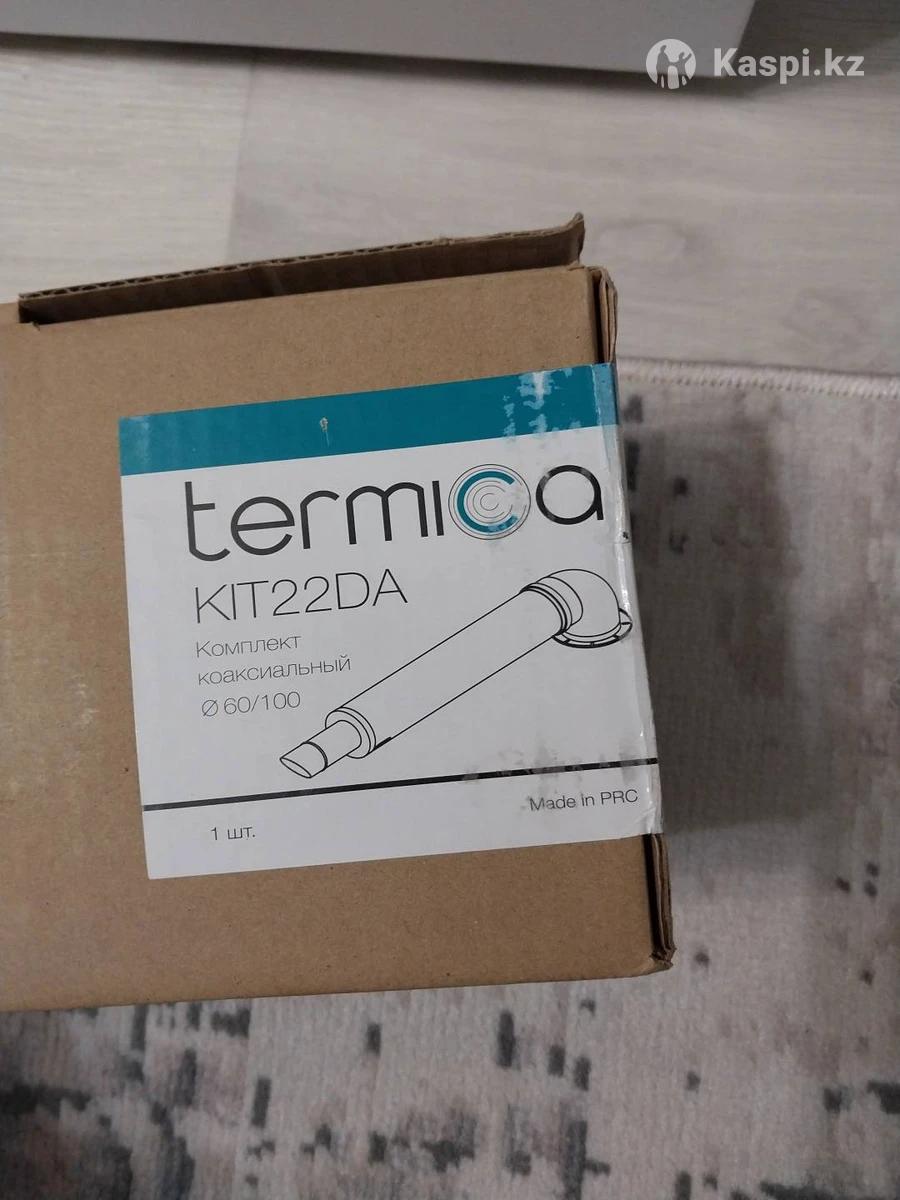 Kaspi.kz
termica
KIT22DA
Комплект
коаксиальный
Ø 60/100
Made in PRC
1 шт.